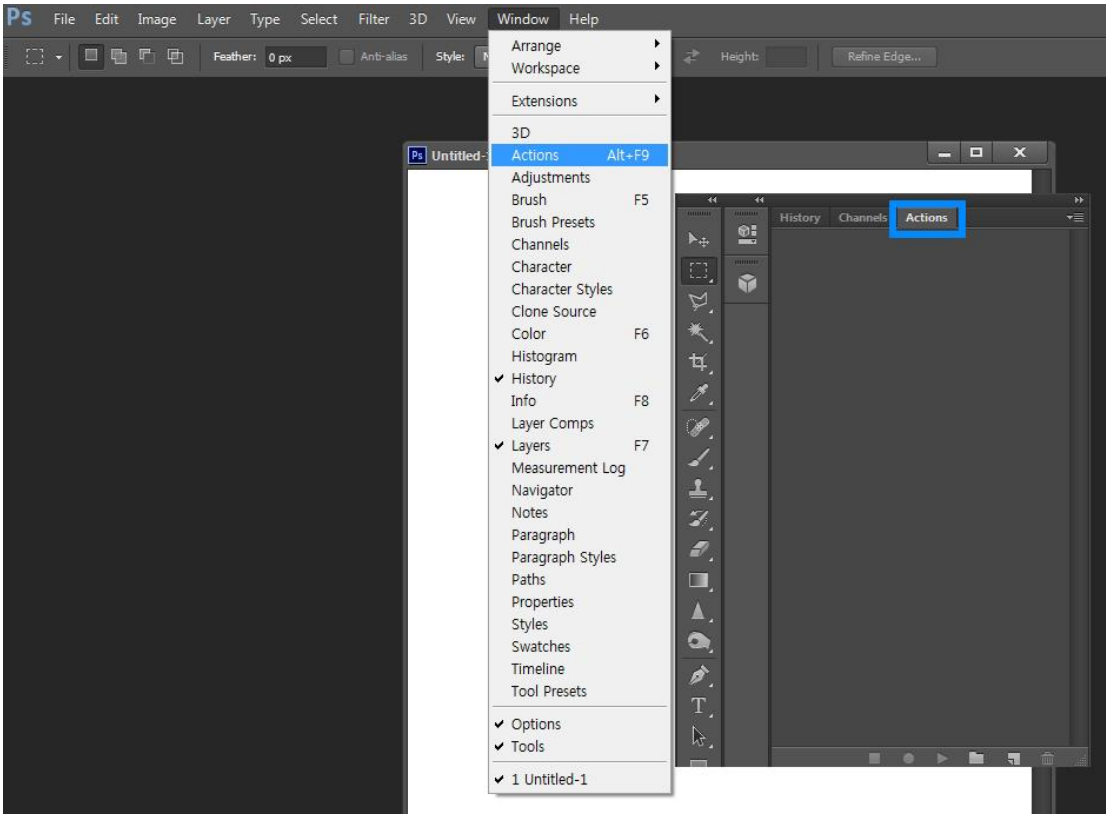 Ps File Edit Image Layer Type Select Filter 3D View Window Help
Feather: 0 px Anti-alias Style: Height: Refine Edge...
Arrange
Workspace
Extensions
3D
Ps Untitled-
Actions Alt+F9
Adjustments
Brush F5
Brush Presets
Channels
Character
Character Styles
Clone Source
Color F6
Histogram
History
Info F8
Layer Comps
Layers F7
Measurement Log
Navigator
Notes
Paragraph
Paragraph Styles
Paths
Properties
Styles
Swatches
Timeline
Tool Presets
Options
Tools
1 Untitled-1
History Channels Actions